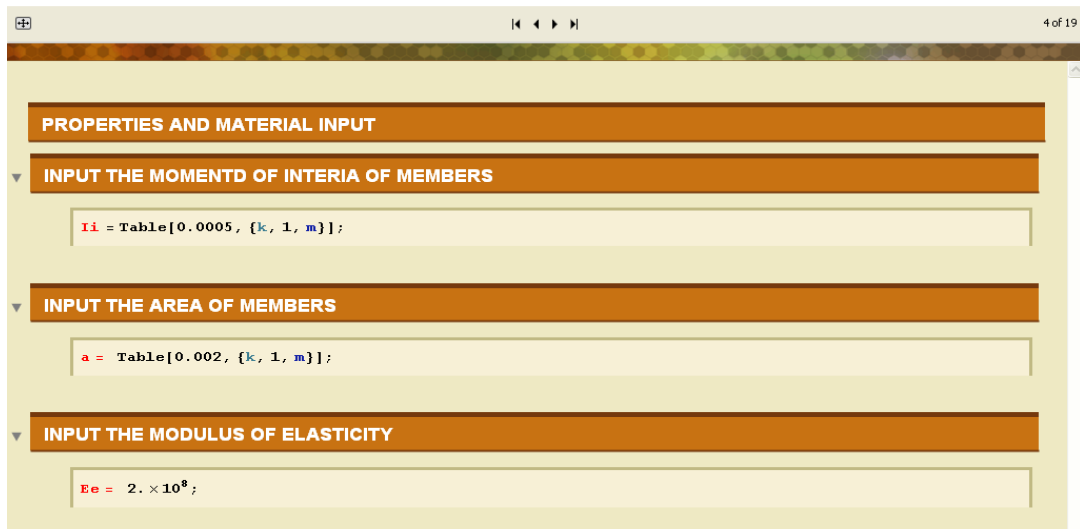 4 of 19
PROPERTIES AND MATERIAL INPUT
INPUT THE MOMENTD OF INTERIA OF MEMBERS
Ii = Table[0.0005, {k, 1, m}];
INPUT THE AREA OF MEMBERS
a = Table[0.002, {k, 1, m}];
INPUT THE MODULUS OF ELASTICITY
Ee = 2. ×10⁸;